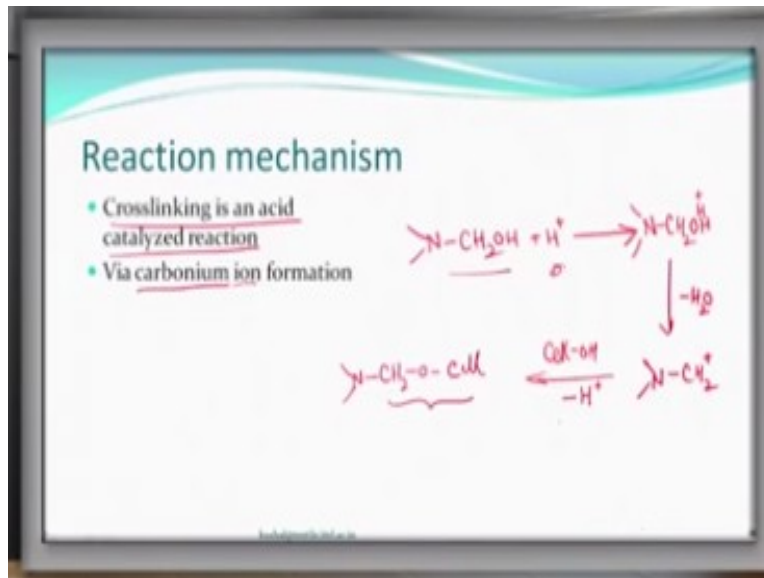 Reaction mechanism
• Crosslinking is an acid
catalyzed reaction
• Via carbonium ion formation
>N-CH₂OH + H⁺ → >N-CH₂OH⁺H
-H₂O
>N-CH₂-O-Cell ← Cell-OH >N-CH₂⁺
-H⁺